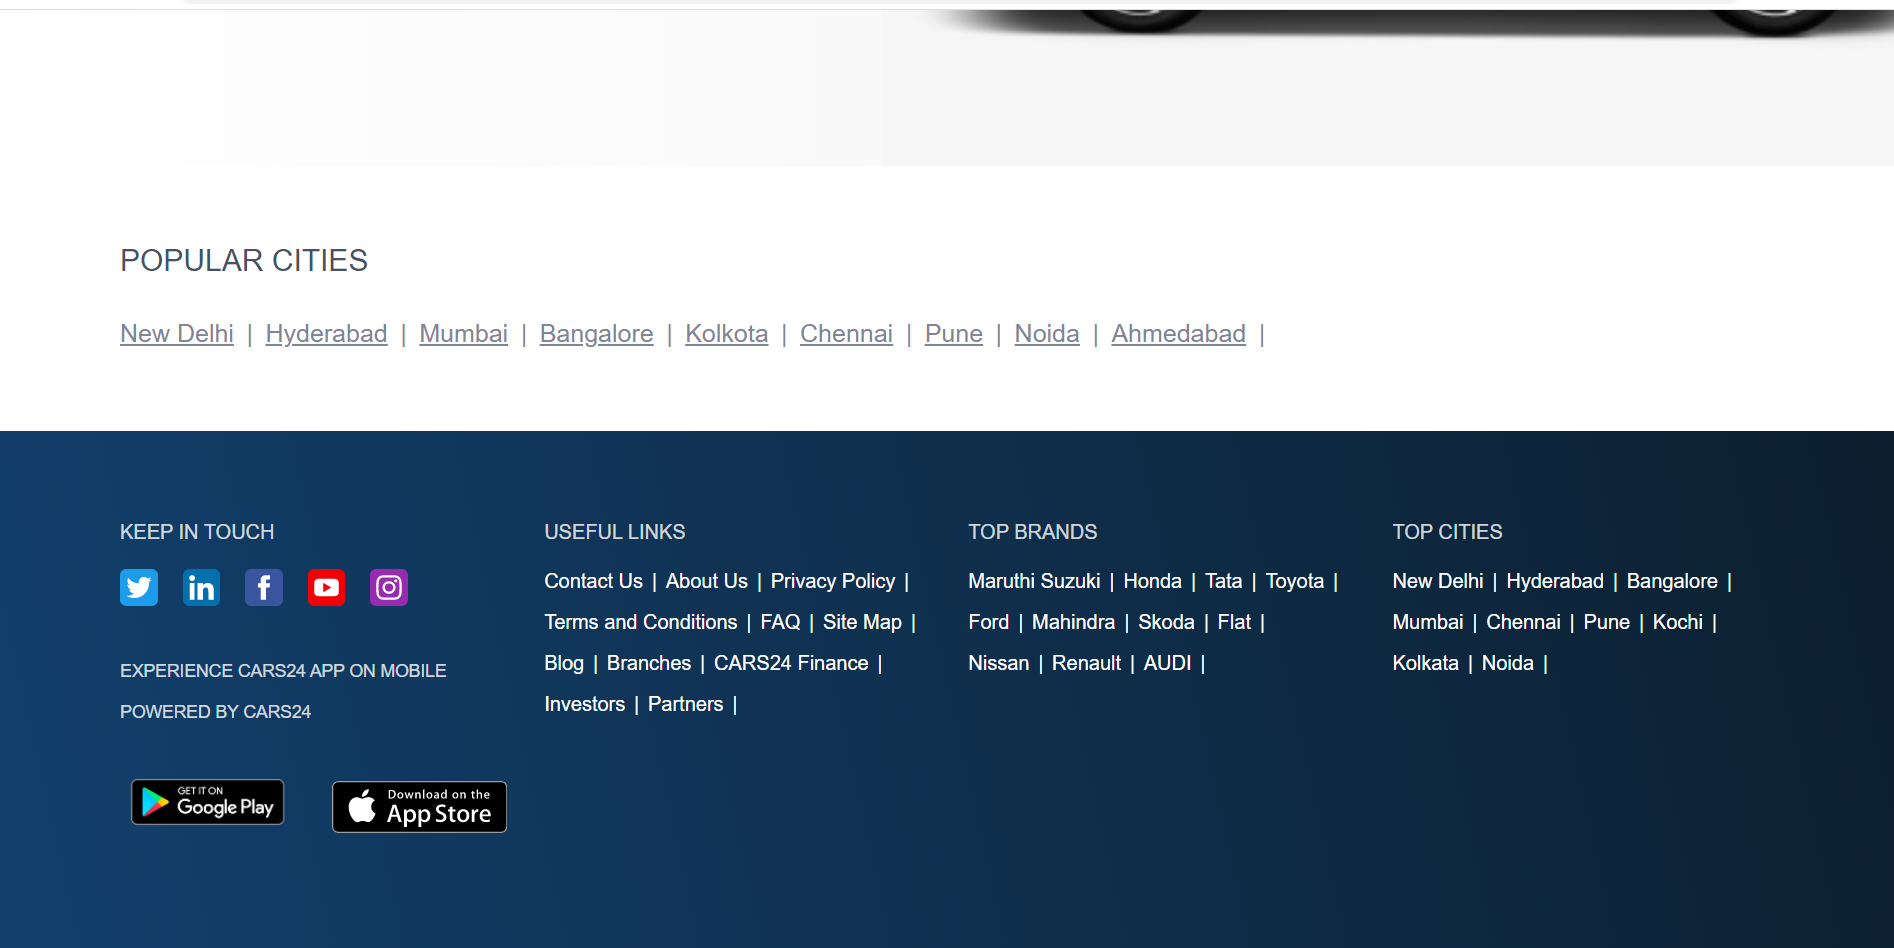 POPULAR CITIES
New Delhi | Hyderabad | Mumbai | Bangalore | Kolkota | Chennai | Pune | Noida | Ahmedabad |
KEEP IN TOUCH
in
f
EXPERIENCE CARS24 APP ON MOBILE
POWERED BY CARS24
GET IT ON
Google Play
Download on the
App Store
USEFUL LINKS
Contact Us | About Us | Privacy Policy |
Terms and Conditions | FAQ | Site Map |
Blog | Branches | CARS24 Finance |
Investors | Partners |
TOP BRANDS
Maruthi Suzuki | Honda | Tata | Toyota |
Ford | Mahindra | Skoda | Flat |
Nissan | Renault | AUDI |
TOP CITIES
New Delhi | Hyderabad | Bangalore |
Mumbai | Chennai | Pune | Kochi |
Kolkata | Noida |